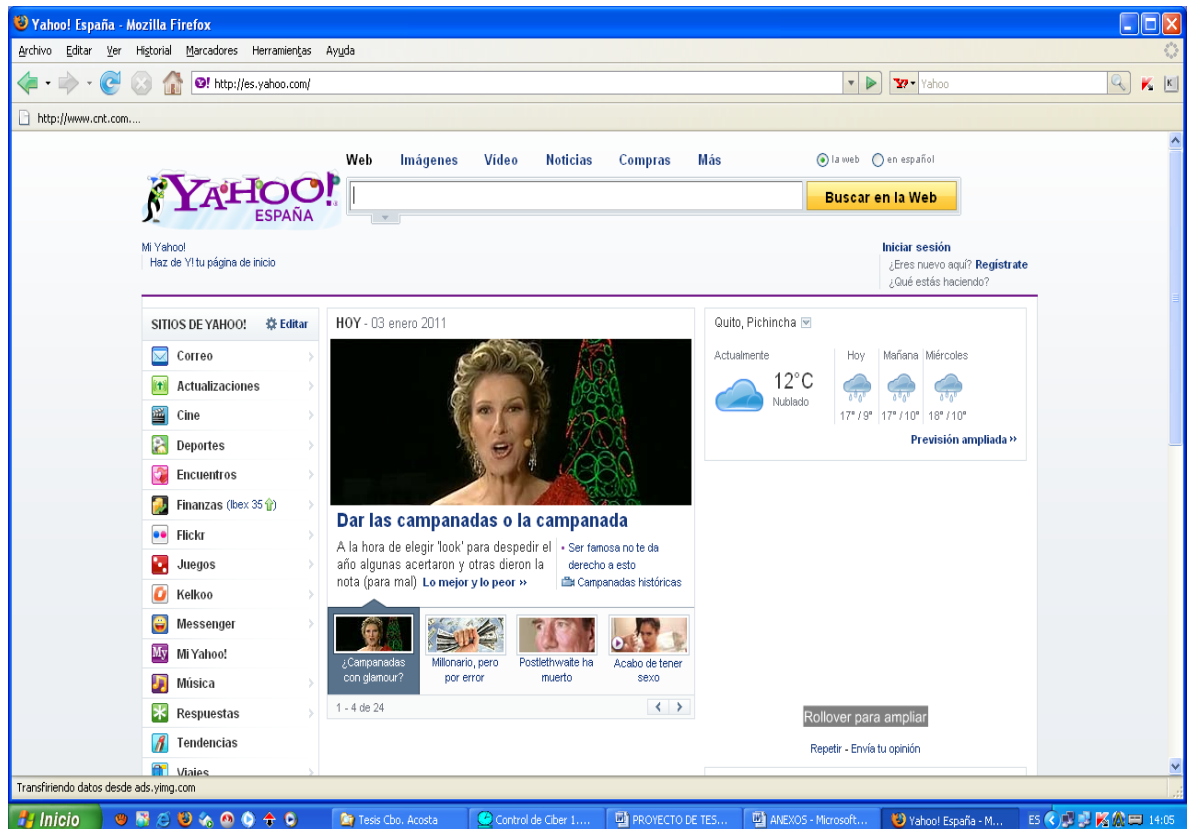 Yahoo! España - Mozilla Firefox
Archivo Editar Ver Historial Marcadores Herramientas Ayuda
http://es.yahoo.com/
Yahoo
http://www.cnt.com....
Web Imágenes Vídeo Noticias Compras Más
la web en español
YAHOO!
ESPAÑA
Buscar en la Web
Mi Yahoo!
Haz de Y! tu página de inicio
Iniciar sesión
¿Eres nuevo aquí? Regístrate
¿Qué estás haciendo?
SITIOS DE YAHOO! Editar
Correo
Actualizaciones
Cine
Deportes
Encuentros
Finanzas (Ibex 35)
Flickr
Juegos
Kelkoo
Messenger
Mi Yahoo!
Música
Respuestas
Tendencias
Viajes
HOY - 03 enero 2011
Dar las campanadas o la campanada
A la hora de elegir 'look' para despedir el
año algunas acertaron y otras dieron la
nota (para mal) Lo mejor y lo peor »
• Ser famosa no te da
derecho a esto
Campanadas históricas
¿Campanadas
con glamour?
Millonario, pero
por error
Postlethwaite ha
muerto
Acabo de tener
sexo
1 - 4 de 24
Quito, Pichincha
Actualmente
12°C
Nublado
Hoy Mañana Miércoles
17° / 9° 17° / 10° 18° / 10°
Previsión ampliada »
Rollover para ampliar
Repetir - Envía tu opinión
Transfiriendo datos desde ads.yimg.com
Inicio
Tesis Cbo. Acosta
Control de Ciber 1....
PROYECTO DE TES...
ANEXOS - Microsoft...
Yahoo! España - M...
ES
14:05